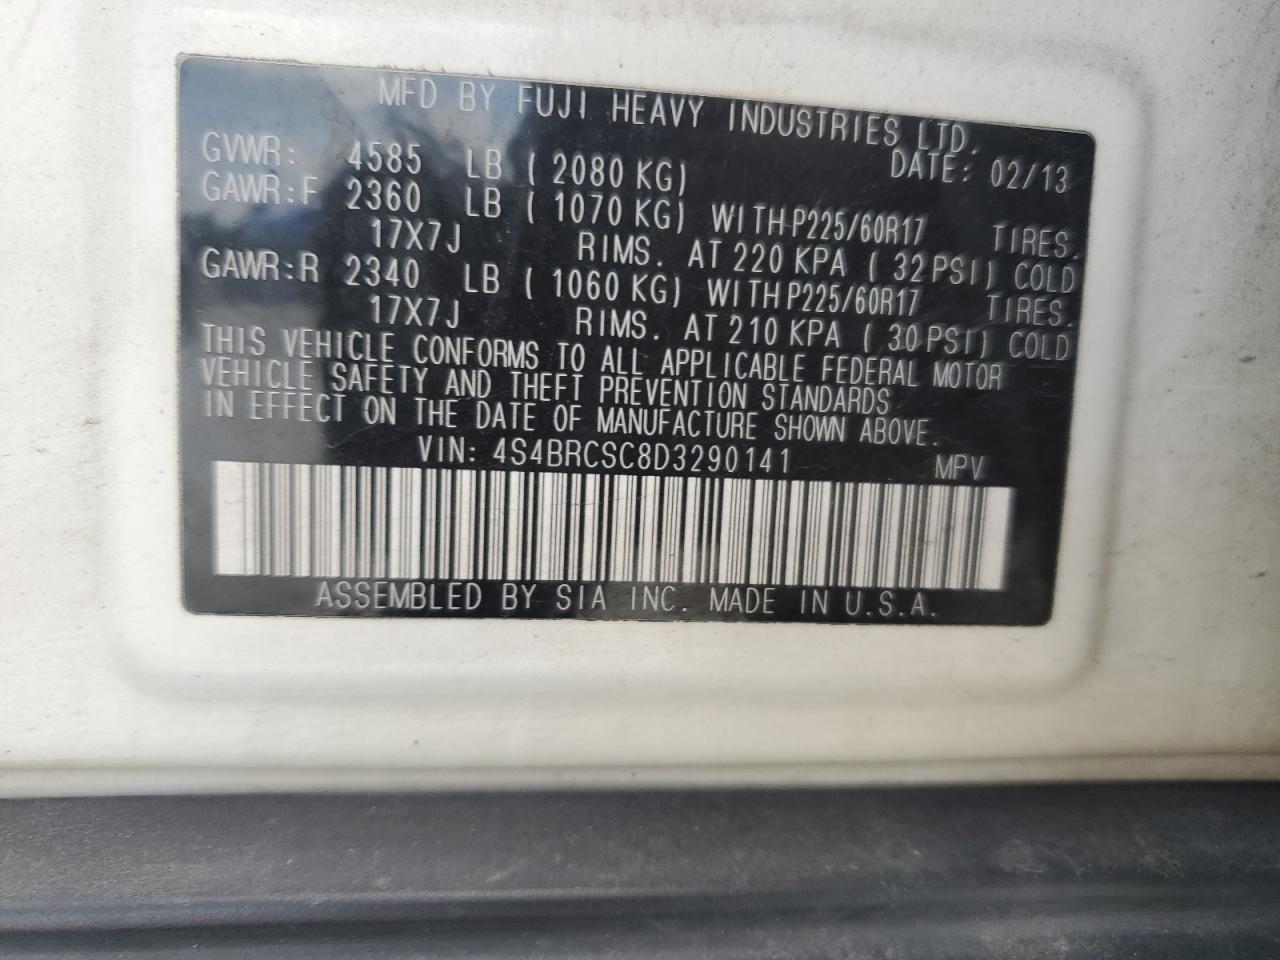 MFD BY FUJI HEAVY INDUSTRIES LTD.
DATE: 02/13
GVWR: 4585 LB ( 2080 KG)
GAWR:F 2360 LB ( 1070 KG) WITH P225/60R17 TIRES.
17X7J RIMS. AT 220 KPA ( 32 PSI) COLD
GAWR:R 2340 LB ( 1060 KG) WITH P225/60R17 TIRES.
17X7J RIMS. AT 210 KPA ( 30 PSI) COLD
THIS VEHICLE CONFORMS TO ALL APPLICABLE FEDERAL MOTOR
VEHICLE SAFETY AND THEFT PREVENTION STANDARDS
IN EFFECT ON THE DATE OF MANUFACTURE SHOWN ABOVE.
VIN: 4S4BRCSC8D3290141 MPV
ASSEMBLED BY SIA INC. MADE IN U.S.A.